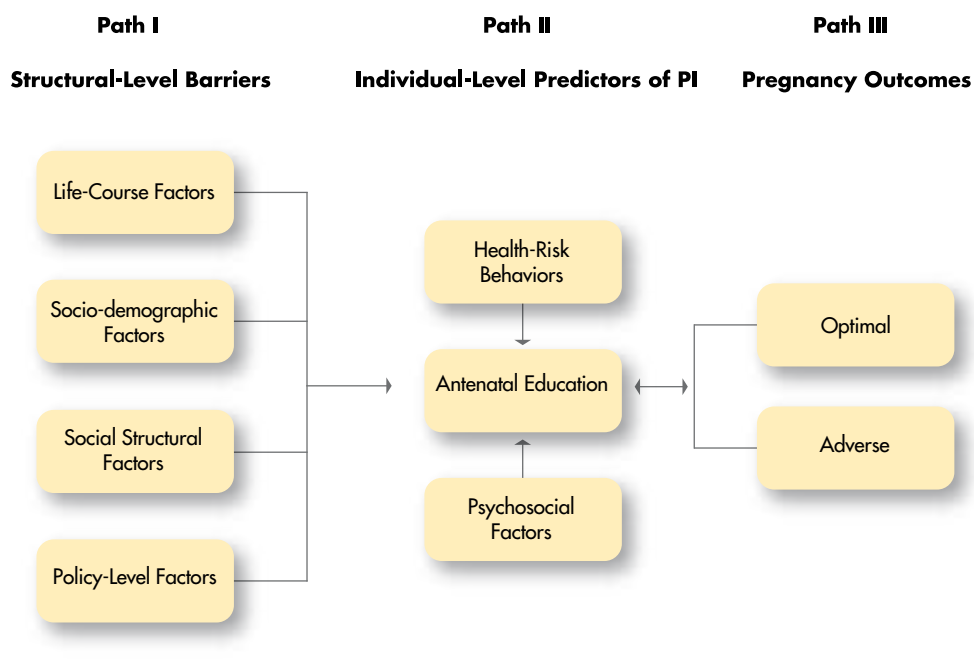 Path I
Path II
Path III
Structural-Level Barriers
Individual-Level Predictors of PI
Pregnancy Outcomes
Life-Course Factors
Socio-demographic
Factors
Social Structural
Factors
Policy-Level Factors
Health-Risk
Behaviors
Antenatal Education
Psychosocial
Factors
Optimal
Adverse